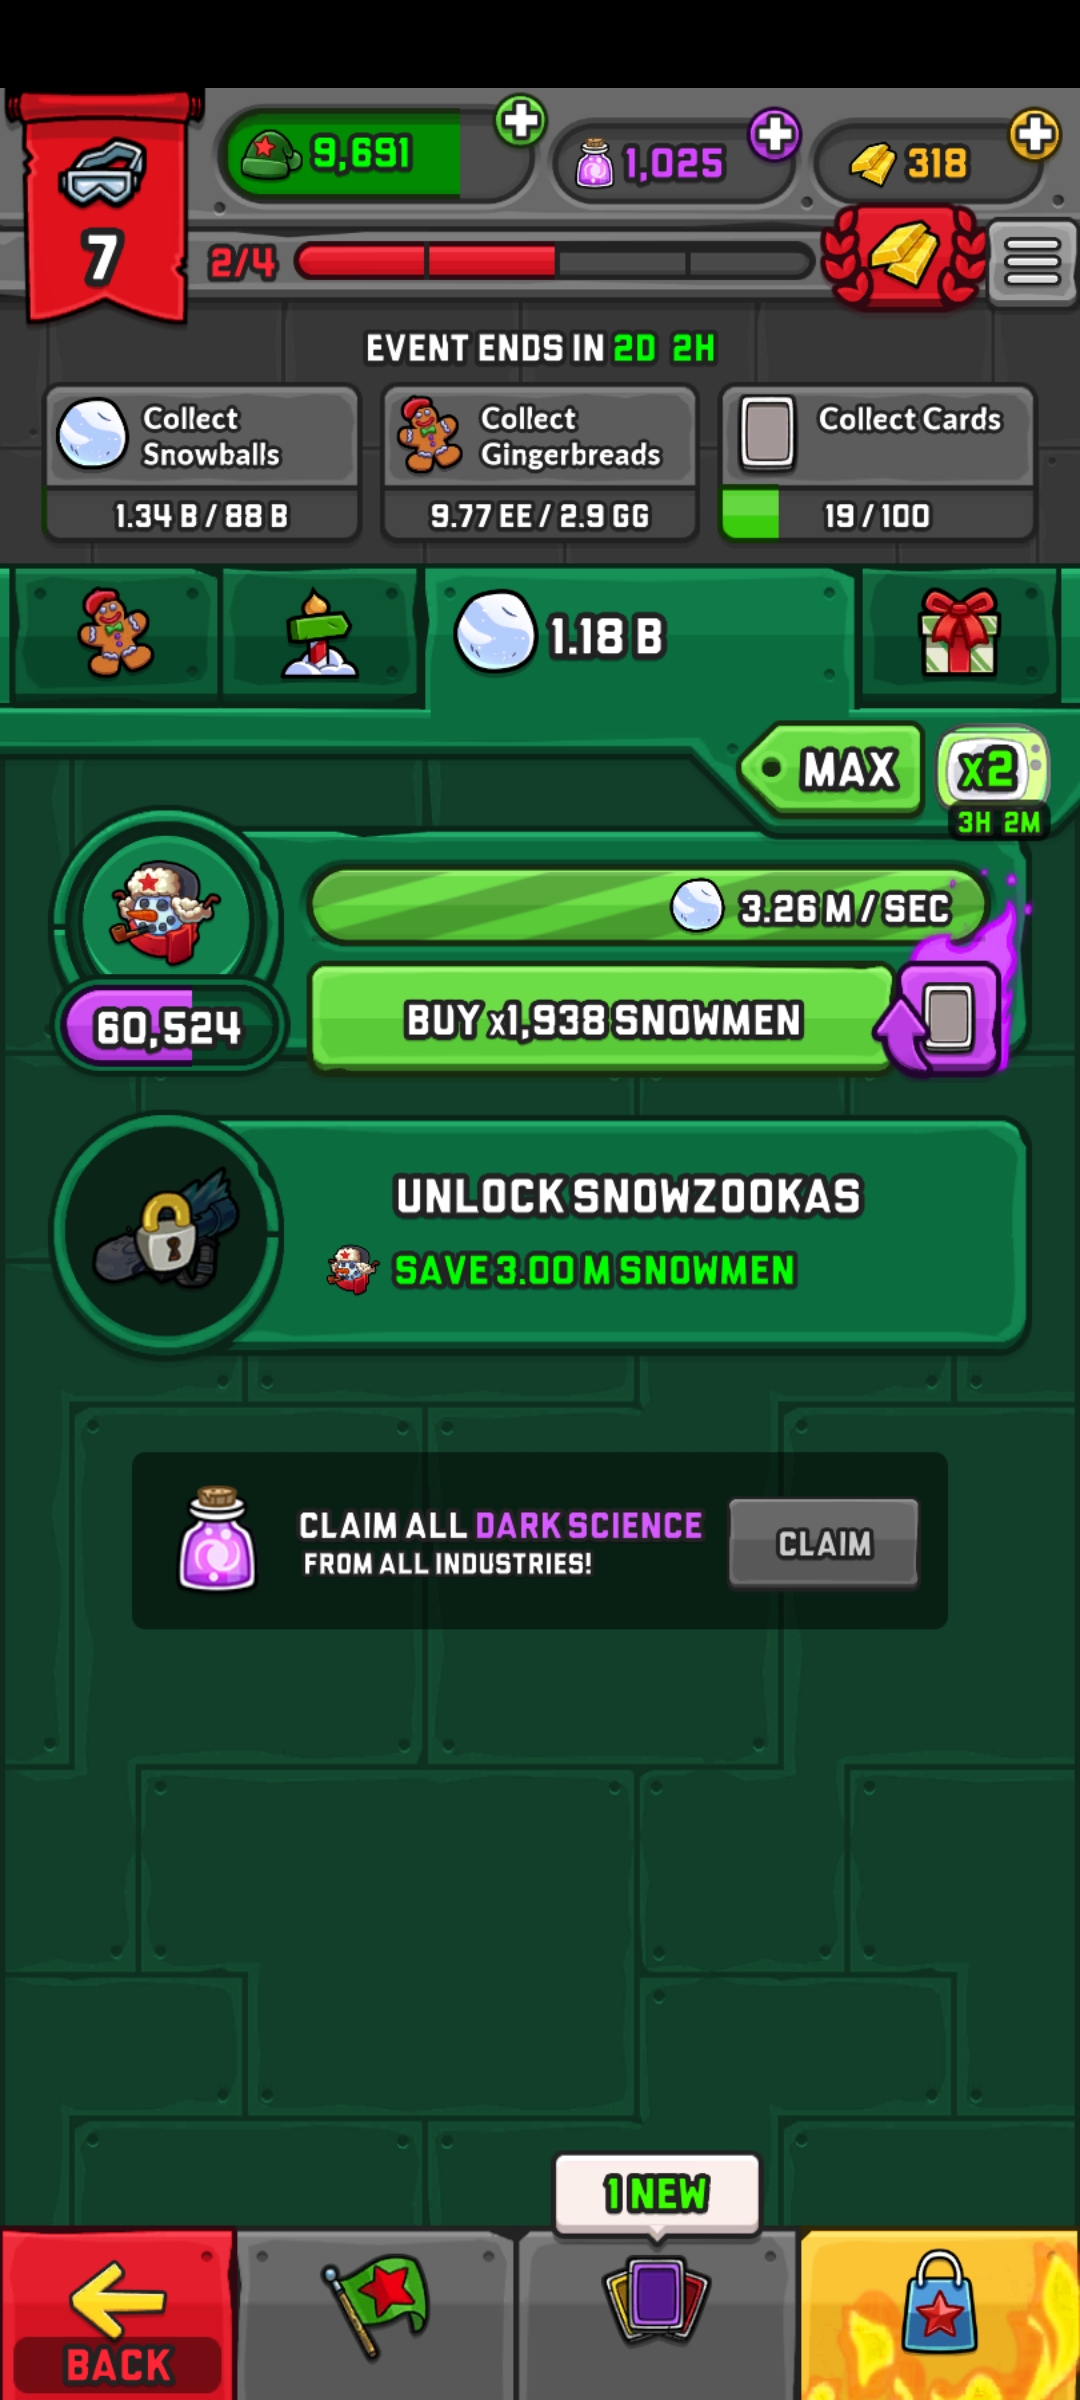 9,691
1,025
318
7
2/4
EVENT ENDS IN 2D 2H
Collect
Snowballs
1.34 B / 88 B
Collect
Gingerbreads
9.77 EE / 2.9 GG
Collect Cards
19 / 100
1.18 B
MAX
x2
3H 2M
3.26 M / SEC
60,524
BUY x1,938 SNOWMEN
UNLOCK SNOWZOOKAS
SAVE 3.00 M SNOWMEN
CLAIM ALL DARK SCIENCE
FROM ALL INDUSTRIES!
CLAIM
1 NEW
BACK